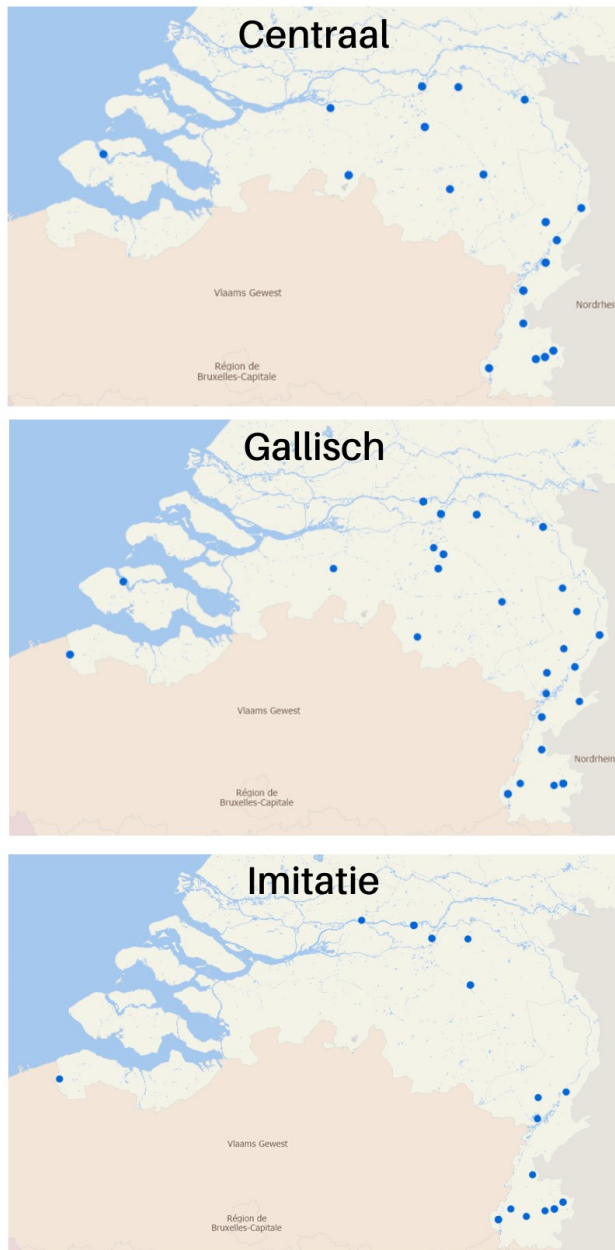 Centraal
Vlaams Gewest
Nordrhei
Région de
Bruxelles-Capitale
Gallisch
Vlaams Gewest
Nordrhein
Région de
Bruxelles-Capitale
Imitatie
Vlaams Gewest
Région de
Bruxelles-Capitale